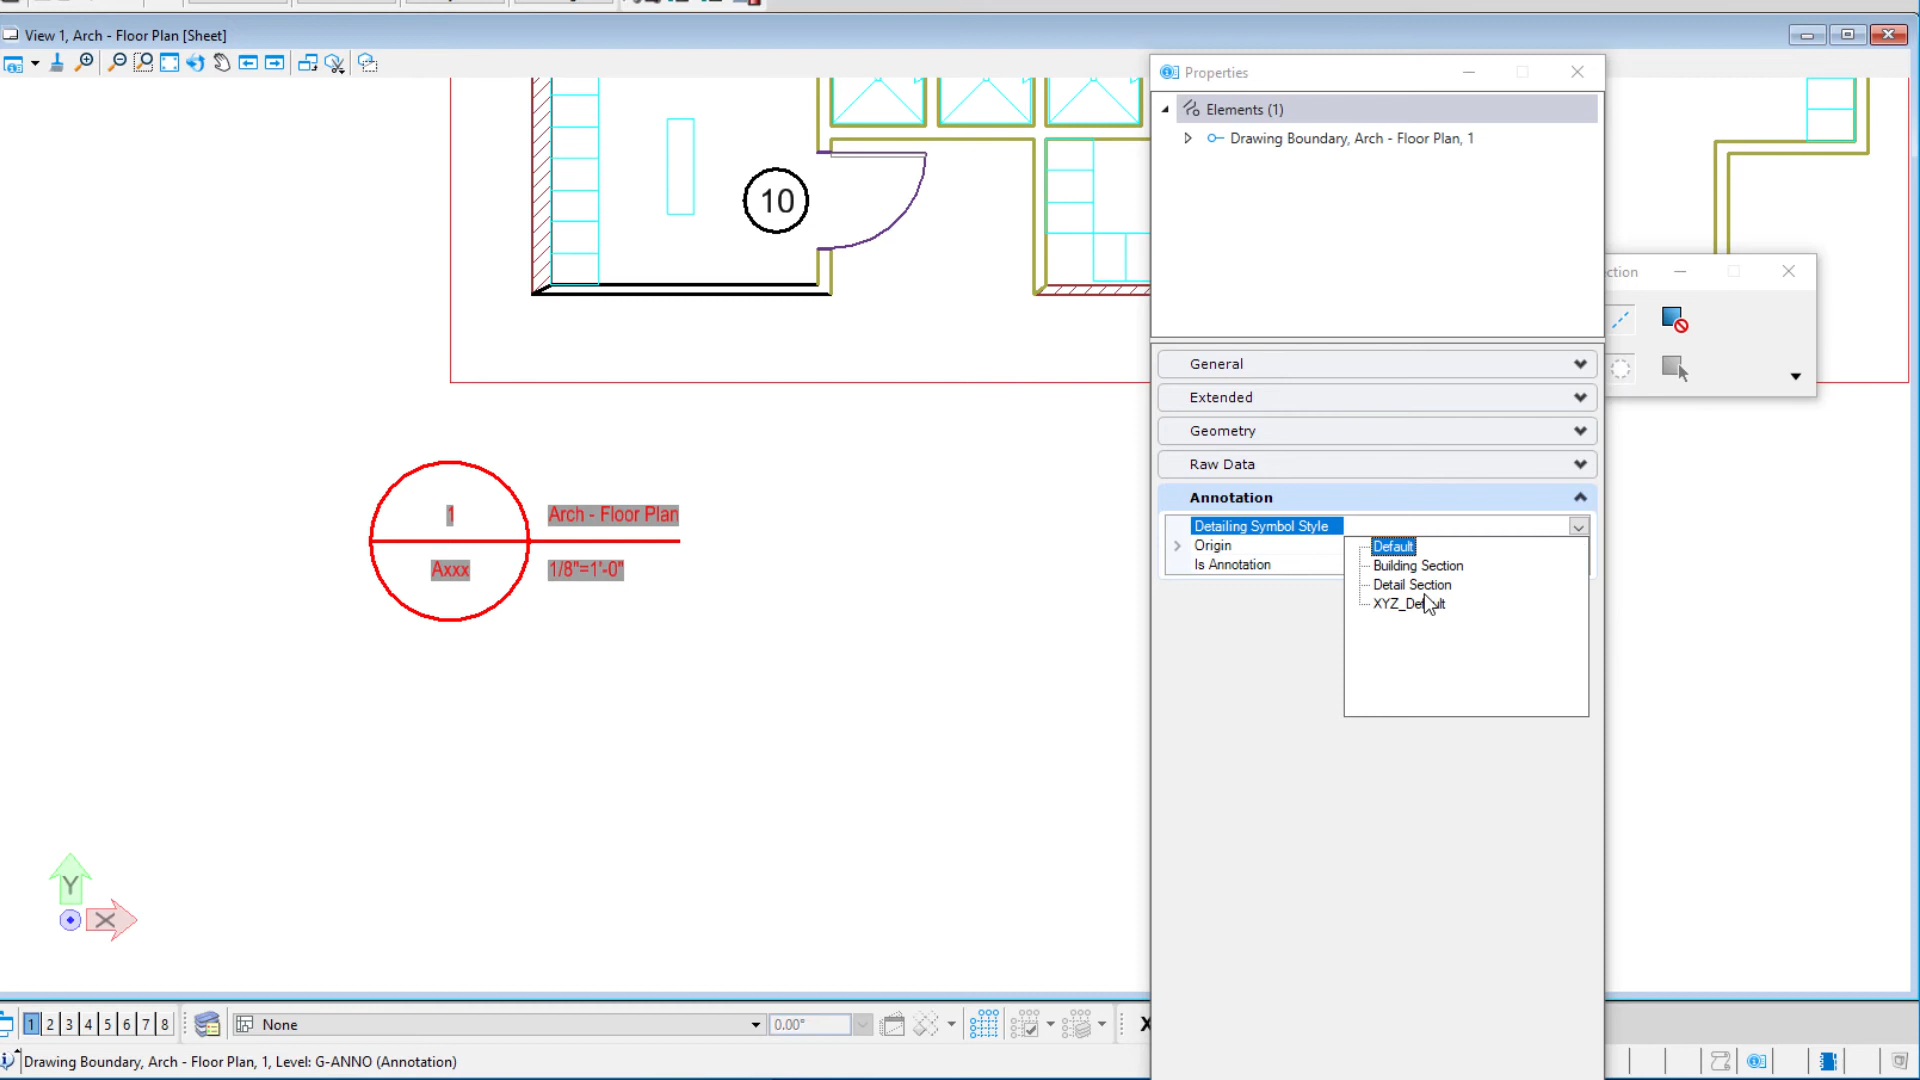 View 1, Arch - Floor Plan [Sheet]
Properties
Elements (1)
Drawing Boundary, Arch - Floor Plan, 1
10
ction
General
Extended
Geometry
Raw Data
Annotation
Detailing Symbol Style
Origin
Is Annotation
Default
Building Section
Detail Section
XYZ_Default
1
Arch - Floor Plan
Axxx
1/8"=1'-0"
Y
X
1 2 3 4 5 6 7 8
None
0.00°
X
Drawing Boundary, Arch - Floor Plan, 1, Level: G-ANNO (Annotation)